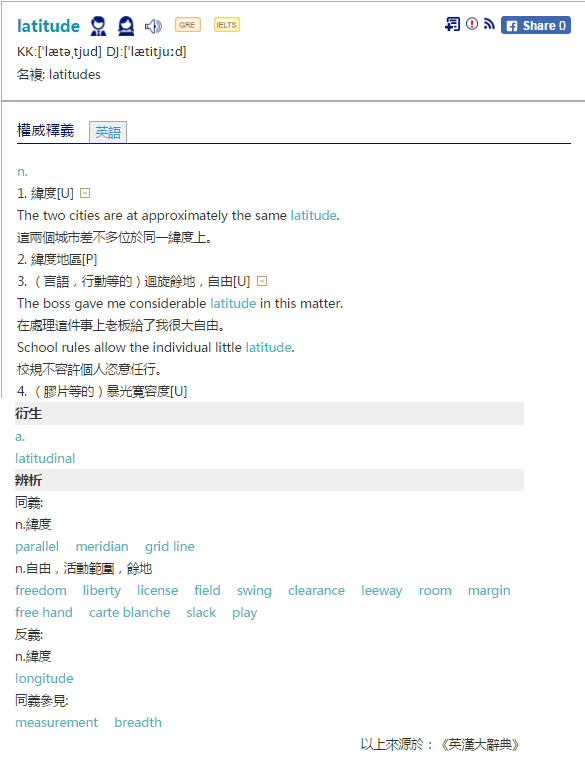 latitude GRE IELTS Share 0
KK:[ˈlætəˌtjud] DJ:[ˈlætitjuːd]
名複: latitudes
權威釋義 英語
n.
1. 緯度[U]
The two cities are at approximately the same latitude.
這兩個城市差不多位於同一緯度上。
2. 緯度地區[P]
3. （言語，行動等的）迴旋餘地，自由[U]
The boss gave me considerable latitude in this matter.
在處理這件事上老板給了我很大自由。
School rules allow the individual little latitude.
校規不容許個人恣意任行。
4. （膠片等的）暴光寬容度[U]
衍生
a.
latitudinal
辨析
同義:
n.緯度
parallel meridian grid line
n.自由，活動範圍，餘地
freedom liberty license field swing clearance leeway room margin
free hand carte blanche slack play
反義:
n.緯度
longitude
同義參見:
measurement breadth
以上來源於：《英漢大辭典》